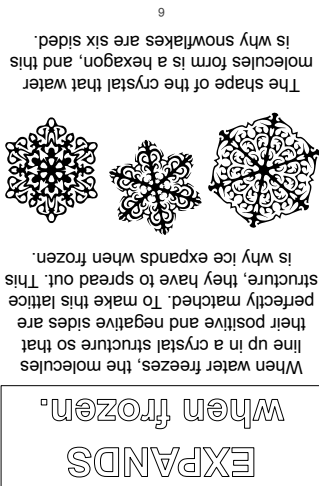 EXPANDS
when frozen.
When water freezes, the molecules
line up in a crystal structure so that
their positive and negative sides are
perfectly matched. To make this lattice
structure, they have to spread out. This
is why ice expands when frozen.
The shape of the crystal that water
molecules form is a hexagon, and this
is why snowflakes are six sided.
9